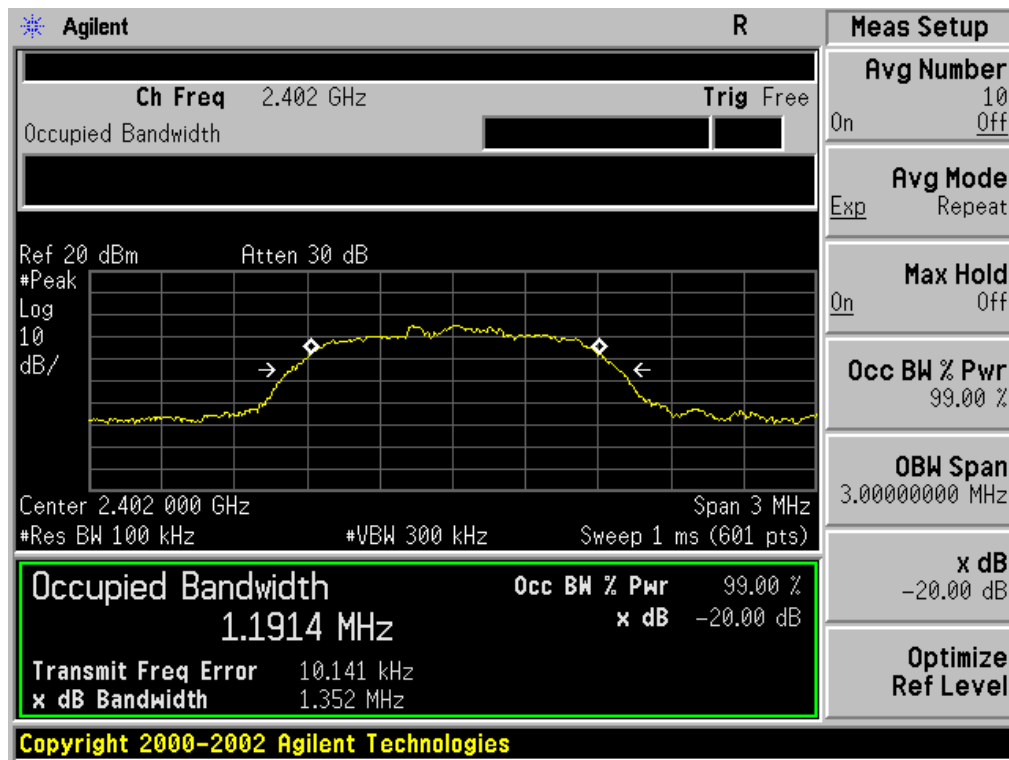 Agilent R Meas Setup
Ch Freq 2.402 GHz Trig Free
Occupied Bandwidth
Ref 20 dBm Atten 30 dB
#Peak
Log
10
dB/
Center 2.402 000 GHz Span 3 MHz
#Res BW 100 kHz #VBW 300 kHz Sweep 1 ms (601 pts)
Occupied Bandwidth Occ BW % Pwr 99.00 %
1.1914 MHz x dB -20.00 dB
Transmit Freq Error 10.141 kHz
x dB Bandwidth 1.352 MHz
Copyright 2000-2002 Agilent Technologies
Avg Number
10
On Off
Avg Mode
Exp Repeat
Max Hold
On Off
Occ BW % Pwr
99.00 %
OBW Span
3.00000000 MHz
x dB
-20.00 dB
Optimize
Ref Level